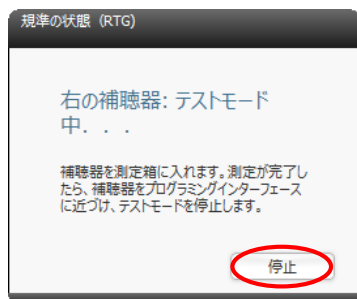 規準の状態 (RTG)
右の補聴器: テストモード
中. . .
補聴器を測定箱に入れます。測定が完了し
たら、補聴器をプログラミングインターフェース
に近づけ、テストモードを停止します。
停止